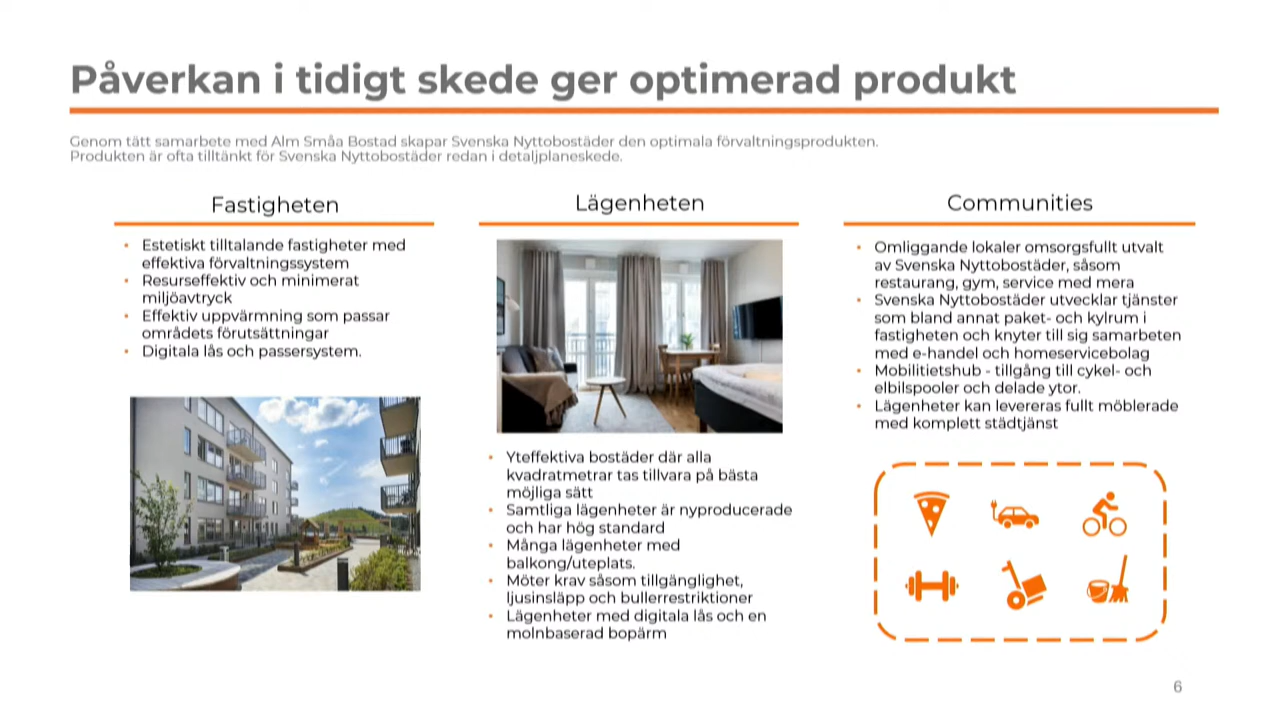 Påverkan i tidigt skede ger optimerad produkt
Genom tätt samarbete med Alm Småa Bostad skapar Svenska Nyttobostäder den optimala förvaltningsprodukten.
Produkten är ofta tilltänkt för Svenska Nyttobostäder redan i detaljplaneskede.
Fastigheten
• Estetiskt tilltalande fastigheter med
effektiva förvaltningssystem
• Resurseffektiv och minimerat
miljöavtryck
• Effektiv uppvärmning som passar
områdets förutsättningar
• Digitala lås och passersystem.
Lägenheten
• Yteffektiva bostäder där alla
kvadratmetrar tas tillvara på bästa
möjliga sätt
• Samtliga lägenheter är nyproducerade
och har hög standard
• Många lägenheter med
balkong/uteplats.
• Möter krav såsom tillgänglighet,
ljusinsläpp och bullerrestriktioner
• Lägenheter med digitala lås och en
molnbaserad bopärm
Communities
• Omliggande lokaler omsorgsfullt utvalt
av Svenska Nyttobostäder, såsom
restaurang, gym, service med mera
• Svenska Nyttobostäder utvecklar tjänster
som bland annat paket- och kylrum i
fastigheten och knyter till sig samarbeten
med e-handel och homeservicebolag
• Mobilitietshub - tillgång till cykel- och
elbilspooler och delade ytor.
• Lägenheter kan levereras fullt möblerade
med komplett städtjänst
6